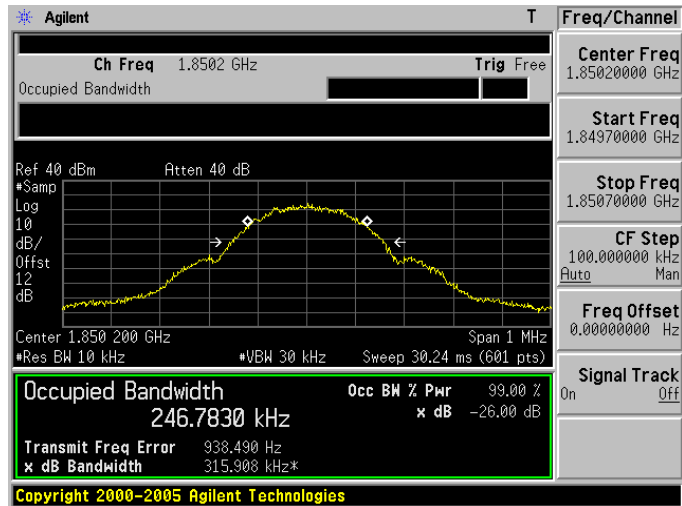 Agilent T Freq/Channel
Ch Freq 1.8502 GHz Trig Free
Occupied Bandwidth
Center Freq
1.85020000 GHz
Start Freq
1.84970000 GHz
Stop Freq
1.85070000 GHz
CF Step
100.000000 kHz
Auto Man
Freq Offset
0.00000000 Hz
Signal Track
On Off
Ref 40 dBm Atten 40 dB
#Samp
Log
10
dB/
Offst
12
dB
Center 1.850 200 GHz Span 1 MHz
#Res BW 10 kHz #VBW 30 kHz Sweep 30.24 ms (601 pts)
Occupied Bandwidth Occ BW % Pwr 99.00 %
246.7830 kHz x dB -26.00 dB
Transmit Freq Error 938.490 Hz
x dB Bandwidth 315.908 kHz*
Copyright 2000-2005 Agilent Technologies